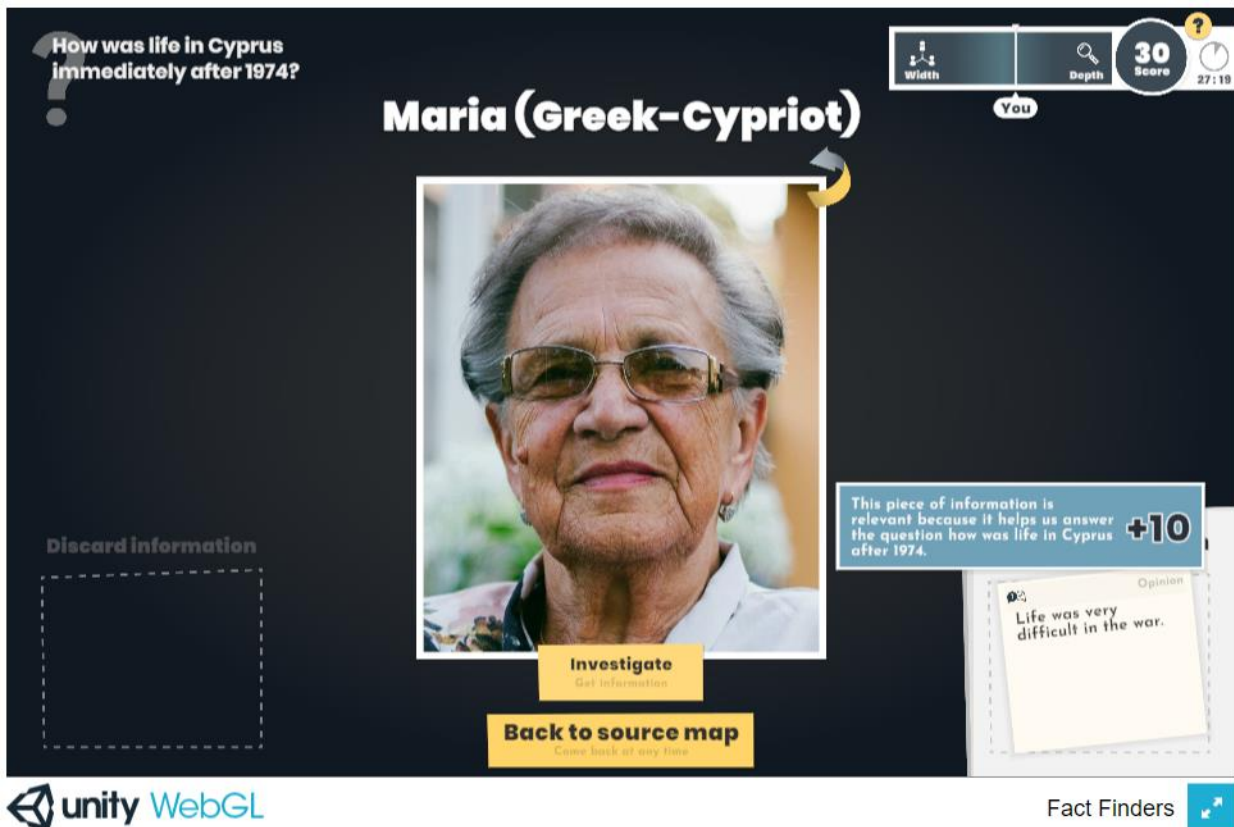 How was life in Cyprus
immediately after 1974?
Width
Depth
30
Score
?
27:19
You
Maria (Greek-Cypriot)
This piece of information is
relevant because it helps us answer
the question how was life in Cyprus
after 1974.
+10
Discard information
Opinion
Life was very
difficult in the war.
Investigate
Get information
Back to source map
Come back at any time
unity WebGL
Fact Finders